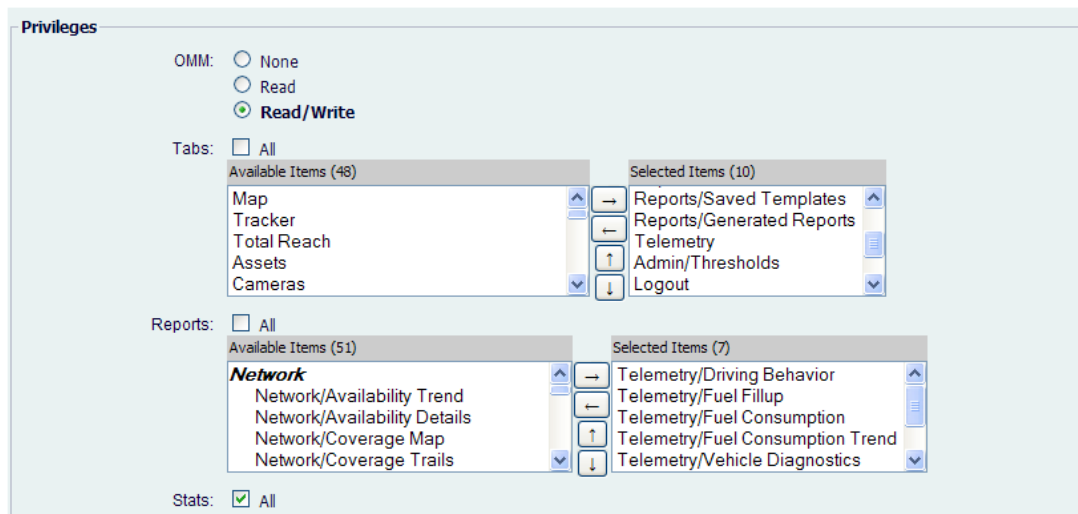 Privileges
OMM: None
Read
Read/Write
Tabs: All
Available Items (48) Selected Items (10)
Map → Reports/Saved Templates
Tracker ← Reports/Generated Reports
Total Reach Telemetry
Assets ↑ Admin/Thresholds
Cameras ↓ Logout
Reports: All
Available Items (51) Selected Items (7)
Network → Telemetry/Driving Behavior
Network/Availability Trend ← Telemetry/Fuel Fillup
Network/Availability Details Telemetry/Fuel Consumption
Network/Coverage Map ↑ Telemetry/Fuel Consumption Trend
Network/Coverage Trails ↓ Telemetry/Vehicle Diagnostics
Stats: All